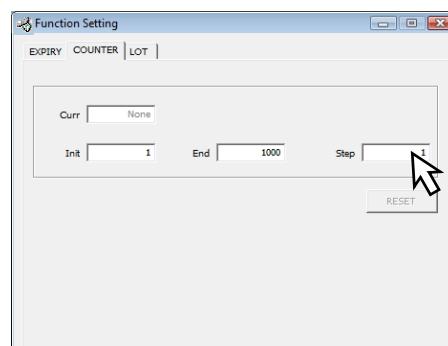 Function Setting
EXPIRY COUNTER LOT
Curr None
Init 1 End 1000 Step 1
RESET